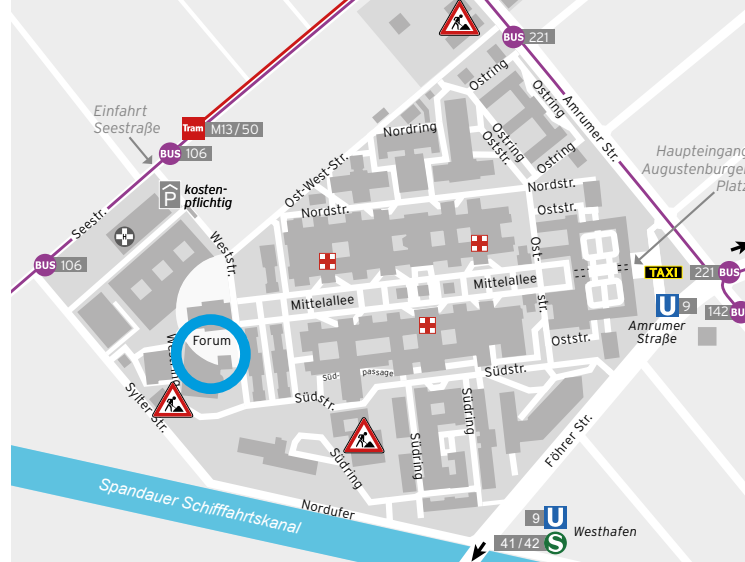 BUS 221
Ostring
Ostring
Amrumer Str.
Einfahrt
Seestraße
Tram M13/50
BUS 106
Nordring
Ostring
Oststr.
Ostring
Haupteingang
Augustenburger
Platz
P kosten-
pflichtig
Ost-West-Str.
Nordstr.
Nordstr.
Oststr.
Seestr.
Weststr.
H
BUS 106
Ost-
str.
Mittelallee
Mittelallee
TAXI
221 BUS
U 9
142 BUS
Amrumer
Straße
Forum
Westring
Oststr.
Süd-
passage
Südstr.
Südstr.
Sylter Str.
Südring
Südring
Südring
Föhrer Str.
Nordufer
Spandauer Schifffahrtskanal
9 U
41/42 S
Westhafen